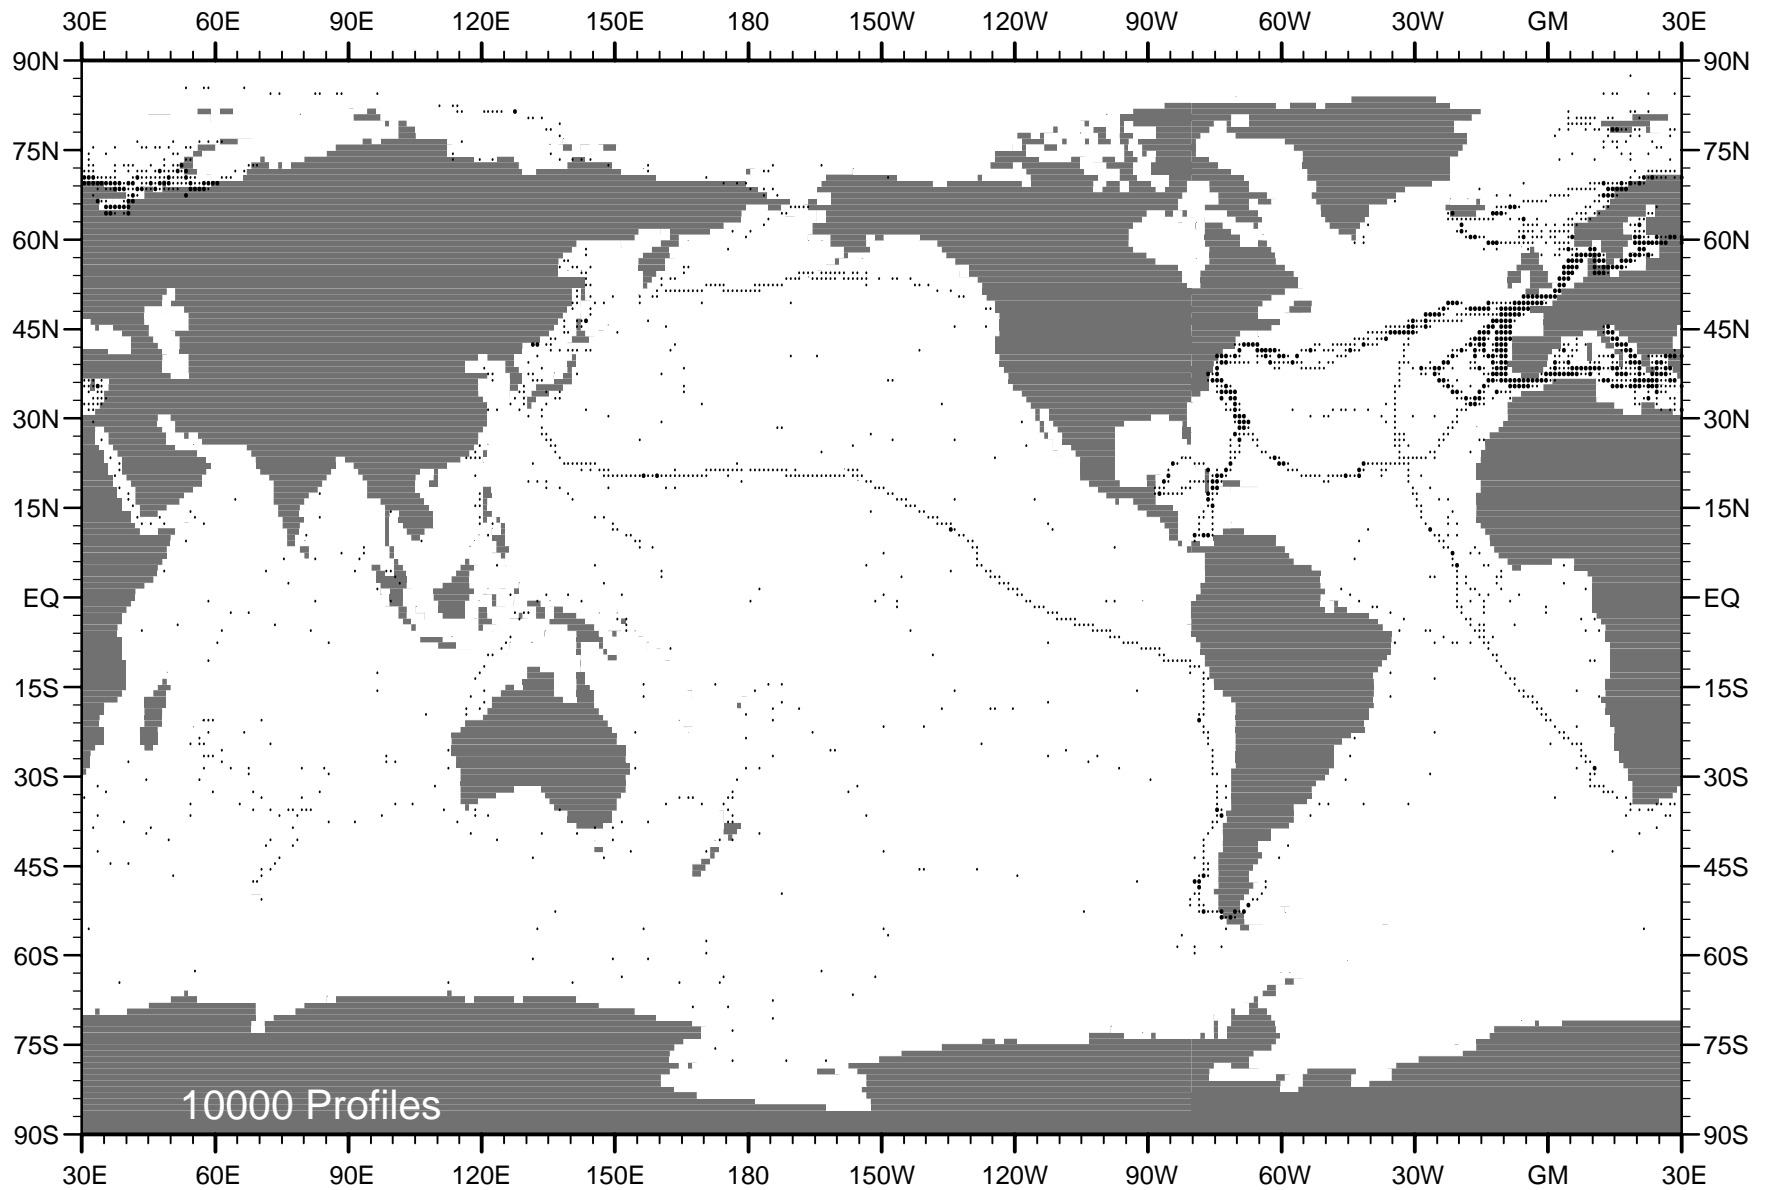 30E 60E 90E 120E 150E 180 150W 120W 90W 60W 30W GM 30E
90N 90N
75N 75N
60N 60N
45N 45N
30N 30N
15N 15N
EQ EQ
15S 15S
30S 30S
45S 45S
60S 60S
75S 75S
10000 Profiles
90S 90S
30E 60E 90E 120E 150E 180 150W 120W 90W 60W 30W GM 30E